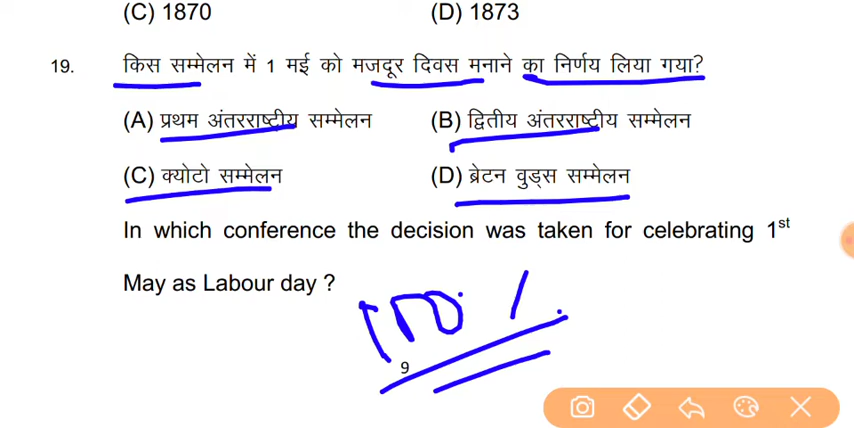 (C) 1870 (D) 1873
19. किस सम्मेलन में 1 मई को मजदूर दिवस मनाने का निर्णय लिया गया?
(A) प्रथम अंतरराष्ट्रीय सम्मेलन (B) द्वितीय अंतरराष्ट्रीय सम्मेलन
(C) क्योटो सम्मेलन (D) ब्रेटन वुड्स सम्मेलन
In which conference the decision was taken for celebrating 1st
May as Labour day ?
9